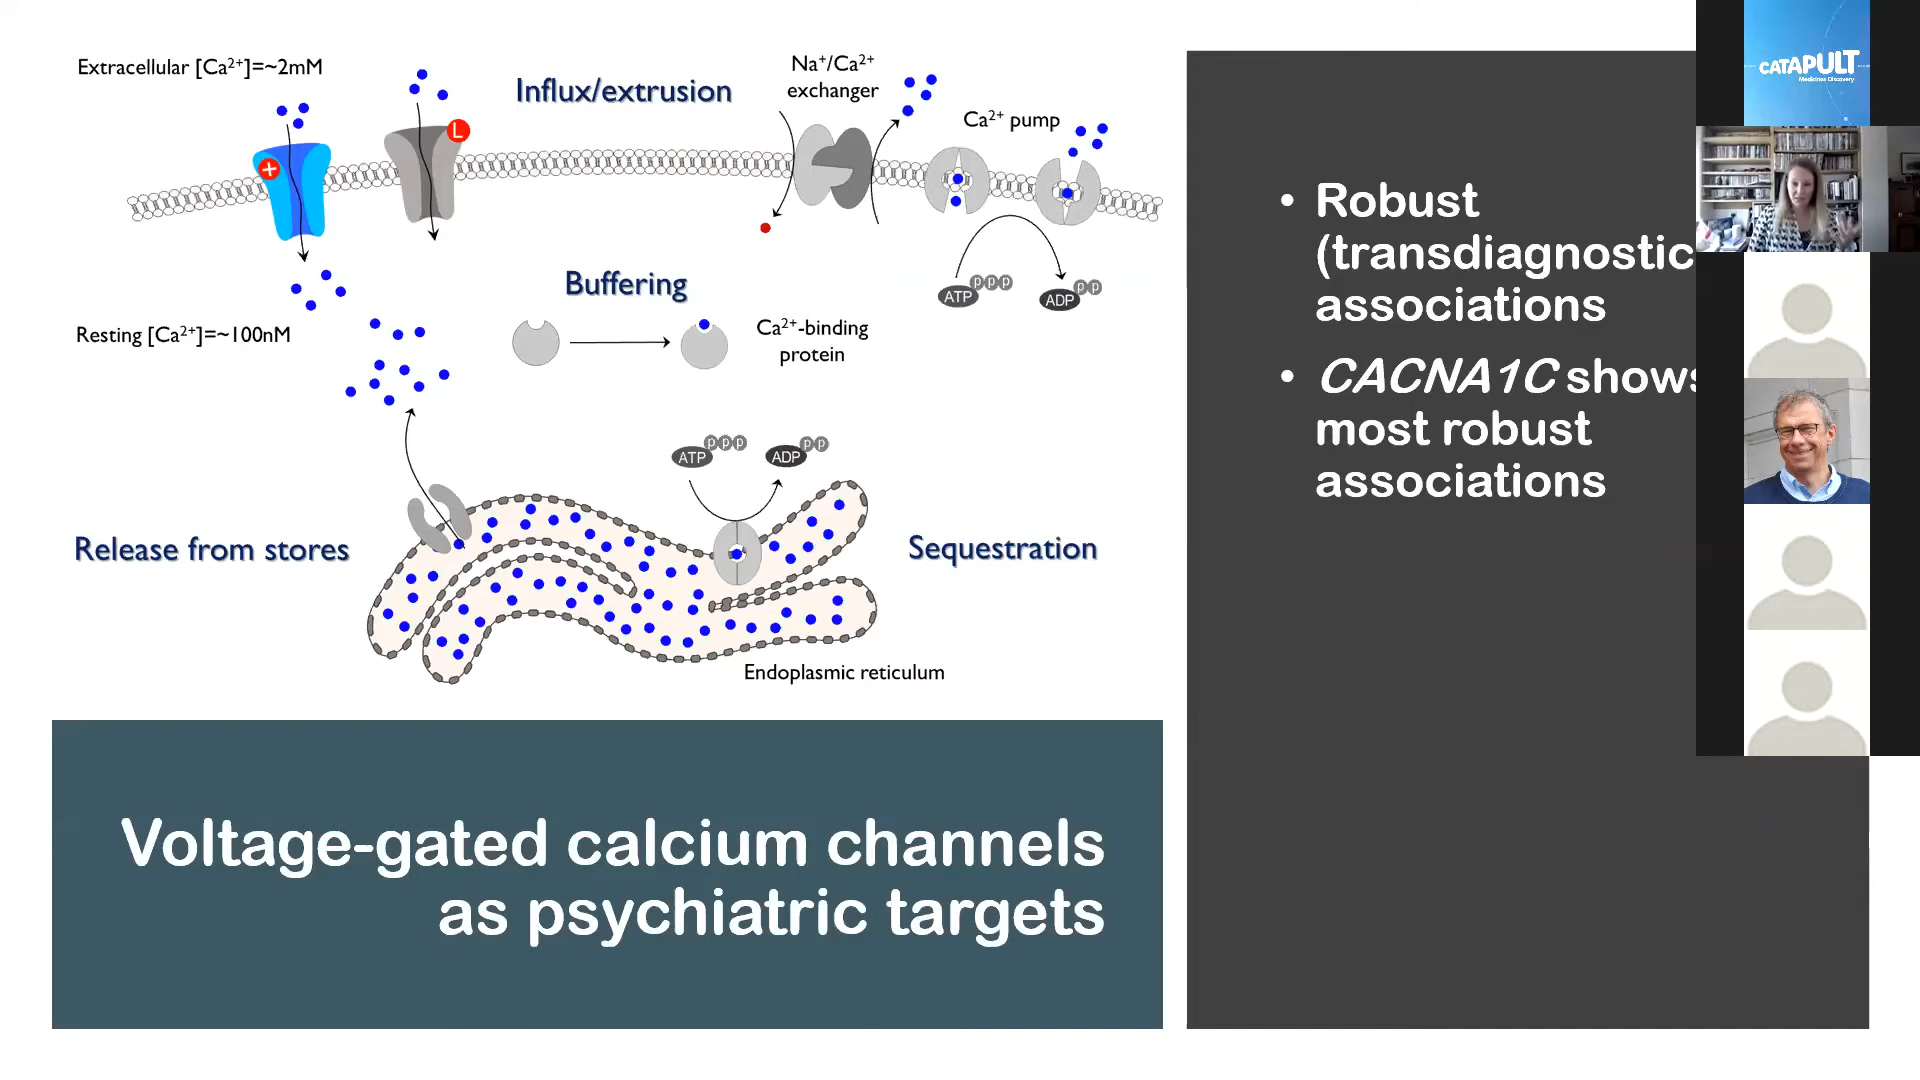 Extracellular [Ca²⁺]=~2mM
Influx/extrusion
Na⁺/Ca²⁺
exchanger
Ca²⁺ pump
L
+
ATP
p p p
ADP
p p
Buffering
Resting [Ca²⁺]=~100nM
Ca²⁺-binding
protein
ATP
p p p
ADP
p p
Release from stores
Sequestration
Endoplasmic reticulum
Voltage-gated calcium channels
as psychiatric targets
• Robust
(transdiagnostic
associations
• CACNA1C shows
most robust
associations
CATAPULT
Medicines Discovery